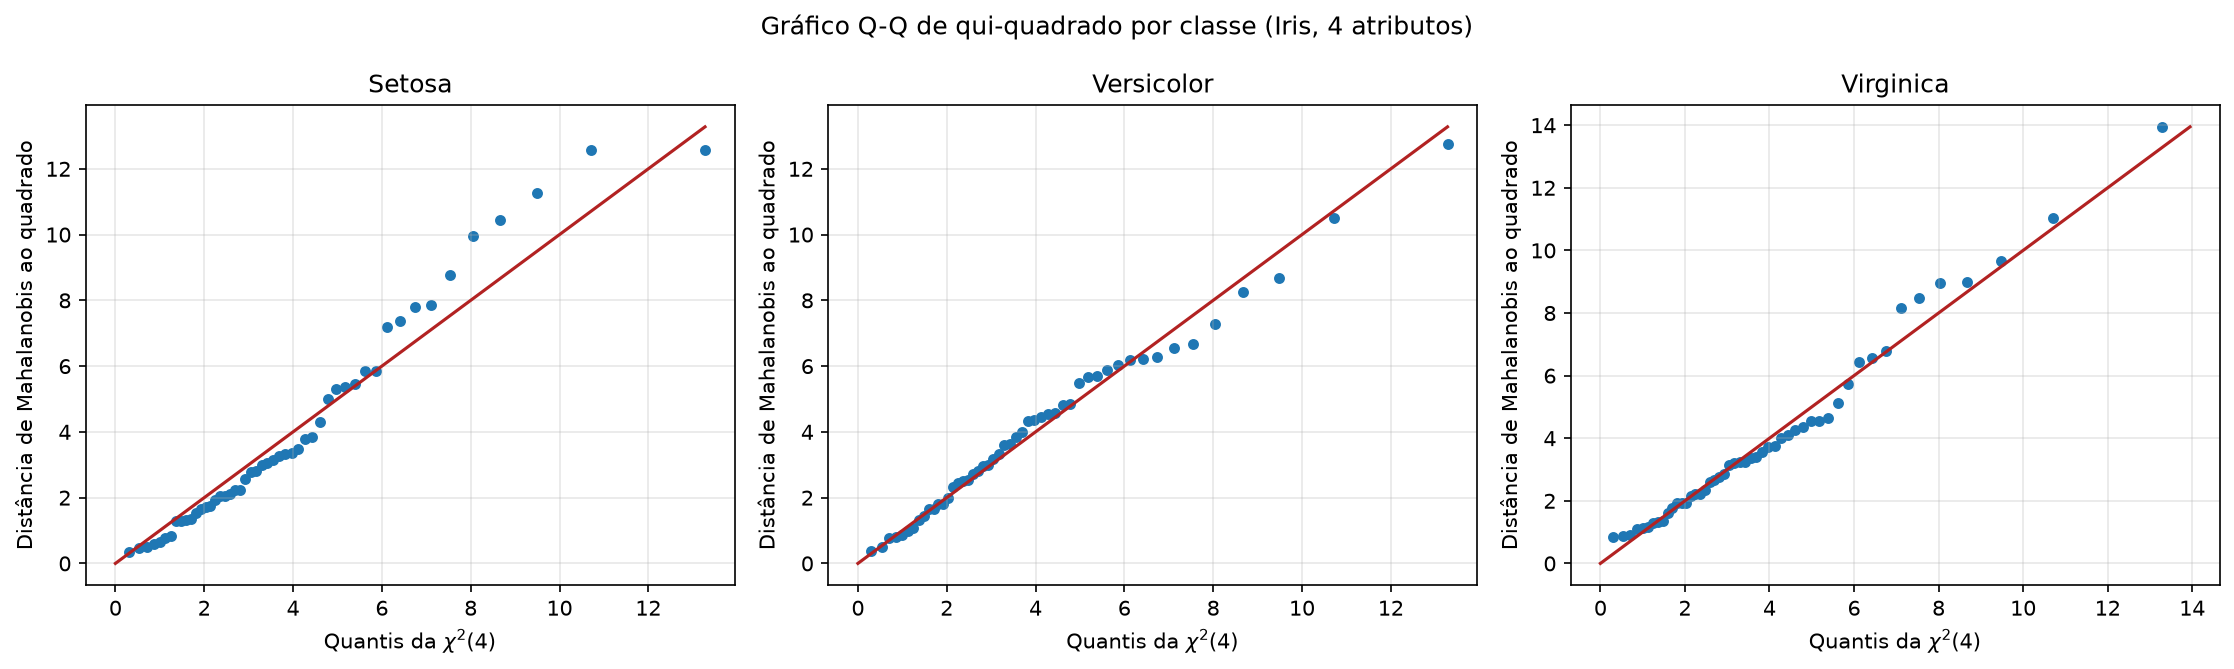 Gráfico Q-Q de qui-quadrado por classe (Iris, 4 atributos)
Setosa
Distância de Mahalanobis ao quadrado
12
10
8
6
4
2
0
0 2 4 6 8 10 12
Quantis da χ²(4)
Versicolor
Distância de Mahalanobis ao quadrado
12
10
8
6
4
2
0
0 2 4 6 8 10 12
Quantis da χ²(4)
Virginica
Distância de Mahalanobis ao quadrado
14
12
10
8
6
4
2
0
0 2 4 6 8 10 12 14
Quantis da χ²(4)